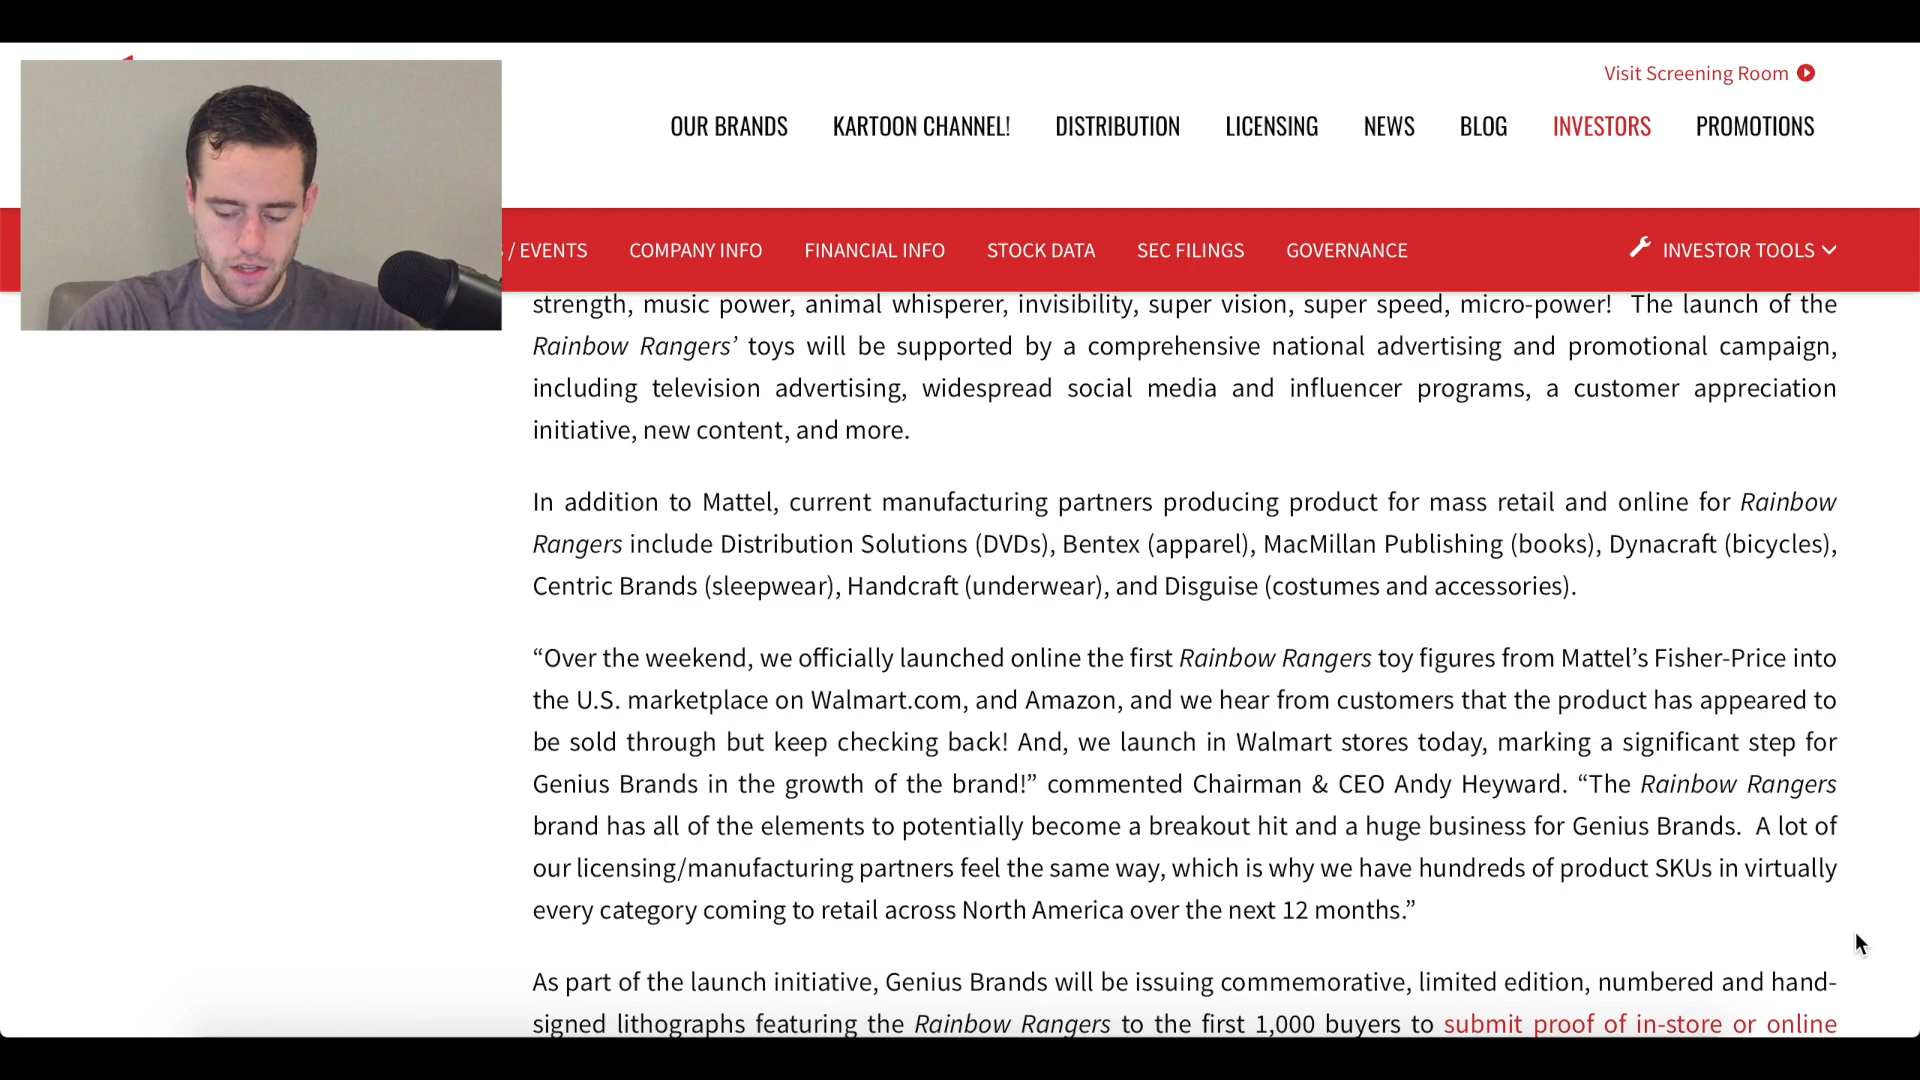 Visit Screening Room
OUR BRANDS KARTOON CHANNEL! DISTRIBUTION LICENSING NEWS BLOG INVESTORS PROMOTIONS
/ EVENTS COMPANY INFO FINANCIAL INFO STOCK DATA SEC FILINGS GOVERNANCE INVESTOR TOOLS
strength, music power, animal whisperer, invisibility, super vision, super speed, micro-power! The launch of the
Rainbow Rangers’ toys will be supported by a comprehensive national advertising and promotional campaign,
including television advertising, widespread social media and influencer programs, a customer appreciation
initiative, new content, and more.
In addition to Mattel, current manufacturing partners producing product for mass retail and online for Rainbow
Rangers include Distribution Solutions (DVDs), Bentex (apparel), MacMillan Publishing (books), Dynacraft (bicycles),
Centric Brands (sleepwear), Handcraft (underwear), and Disguise (costumes and accessories).
“Over the weekend, we officially launched online the first Rainbow Rangers toy figures from Mattel’s Fisher-Price into
the U.S. marketplace on Walmart.com, and Amazon, and we hear from customers that the product has appeared to
be sold through but keep checking back! And, we launch in Walmart stores today, marking a significant step for
Genius Brands in the growth of the brand!” commented Chairman & CEO Andy Heyward. “The Rainbow Rangers
brand has all of the elements to potentially become a breakout hit and a huge business for Genius Brands. A lot of
our licensing/manufacturing partners feel the same way, which is why we have hundreds of product SKUs in virtually
every category coming to retail across North America over the next 12 months.”
As part of the launch initiative, Genius Brands will be issuing commemorative, limited edition, numbered and hand-
signed lithographs featuring the Rainbow Rangers to the first 1,000 buyers to submit proof of in-store or online